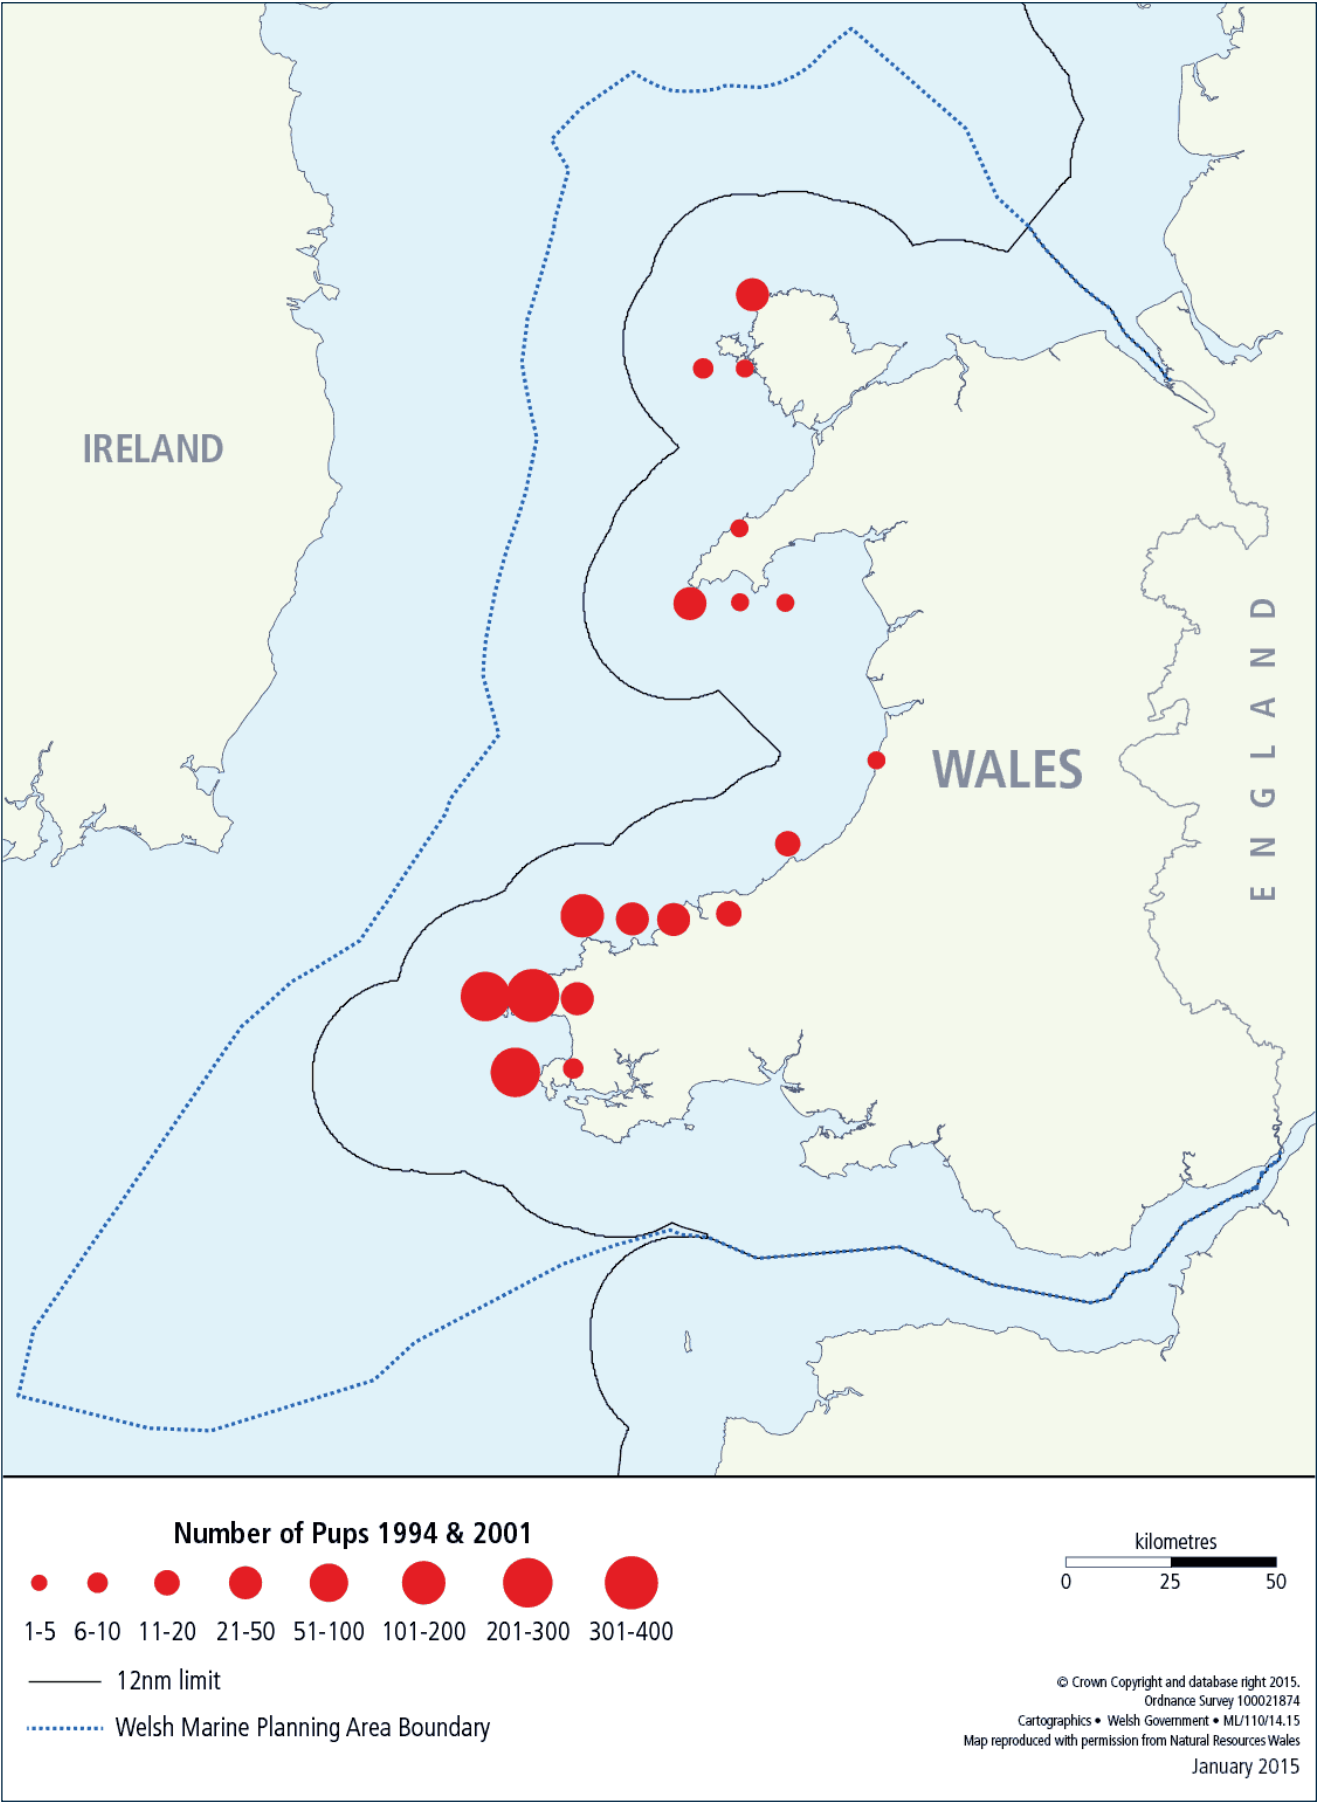 IRELAND
ENGLAND
WALES
Number of Pups 1994 & 2001
1-5 6-10 11-20 21-50 51-100 101-200 201-300 301-400
12nm limit
Welsh Marine Planning Area Boundary
kilometres
0 25 50
© Crown Copyright and database right 2015.
Ordnance Survey 100021874
Cartographics • Welsh Government • ML/110/14.15
Map reproduced with permission from Natural Resources Wales
January 2015